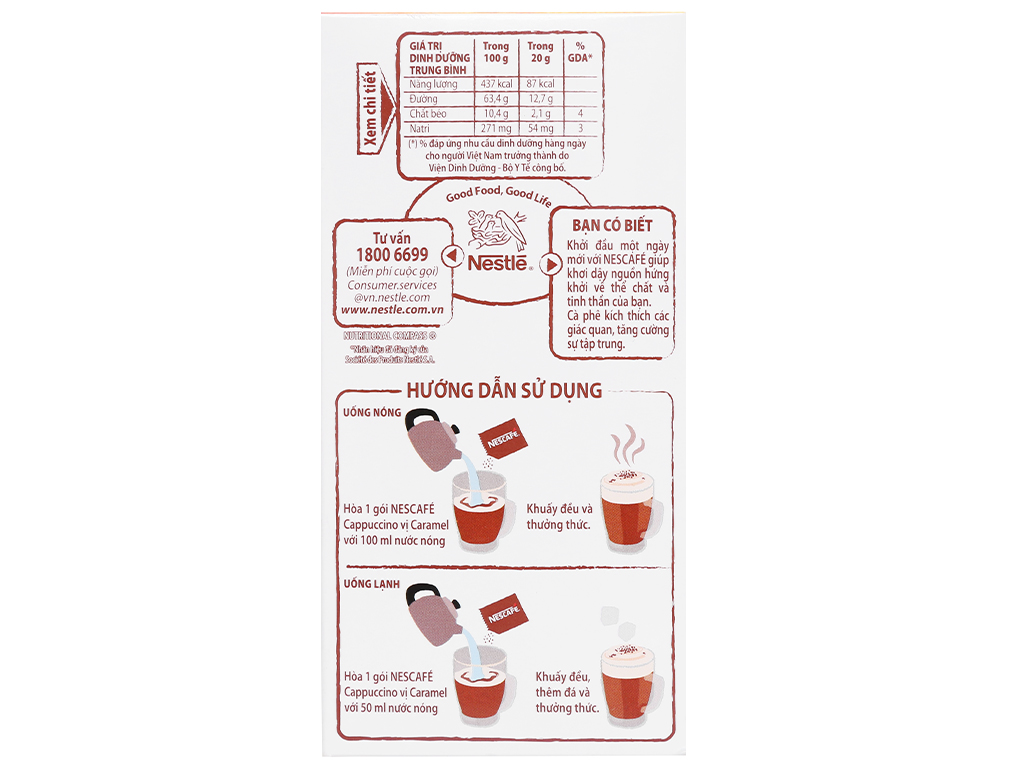 GIÁ TRỊ
DINH DƯỠNG
TRUNG BÌNH
Trong
100 g
Trong
20 g
%
GDA*
Năng lượng 437 kcal 87 kcal
Đường 63,4 g 12,7 g
Chất béo 10,4 g 2,1 g 4
Natri 271 mg 54 mg 3
(*) % đáp ứng nhu cầu dinh dưỡng hàng ngày
cho người Việt Nam trưởng thành do
Viện Dinh Dưỡng - Bộ Y Tế công bố.
Xem chi tiết
Good Food, Good Life
Nestlé®
Tư vấn
1800 6699
(Miễn phí cuộc gọi)
Consumer.services
@vn.nestle.com
www.nestle.com.vn
BẠN CÓ BIẾT
Khởi đầu một ngày
mới với NESCAFÉ giúp
khơi dậy nguồn hứng
khởi về thể chất và
tinh thần của bạn.
Cà phê kích thích các
giác quan, tăng cường
sự tập trung.
NUTRITIONAL COMPASS ®
*Nhãn hiệu đã đăng ký của
Société des Produits Nestlé S.A.
HƯỚNG DẪN SỬ DỤNG
UỐNG NÓNG
NESCAFÉ
Hòa 1 gói NESCAFÉ
Cappuccino vị Caramel
với 100 ml nước nóng
Khuấy đều và
thưởng thức.
UỐNG LẠNH
NESCAFÉ
Hòa 1 gói NESCAFÉ
Cappuccino vị Caramel
với 50 ml nước nóng
Khuấy đều,
thêm đá và
thưởng thức.